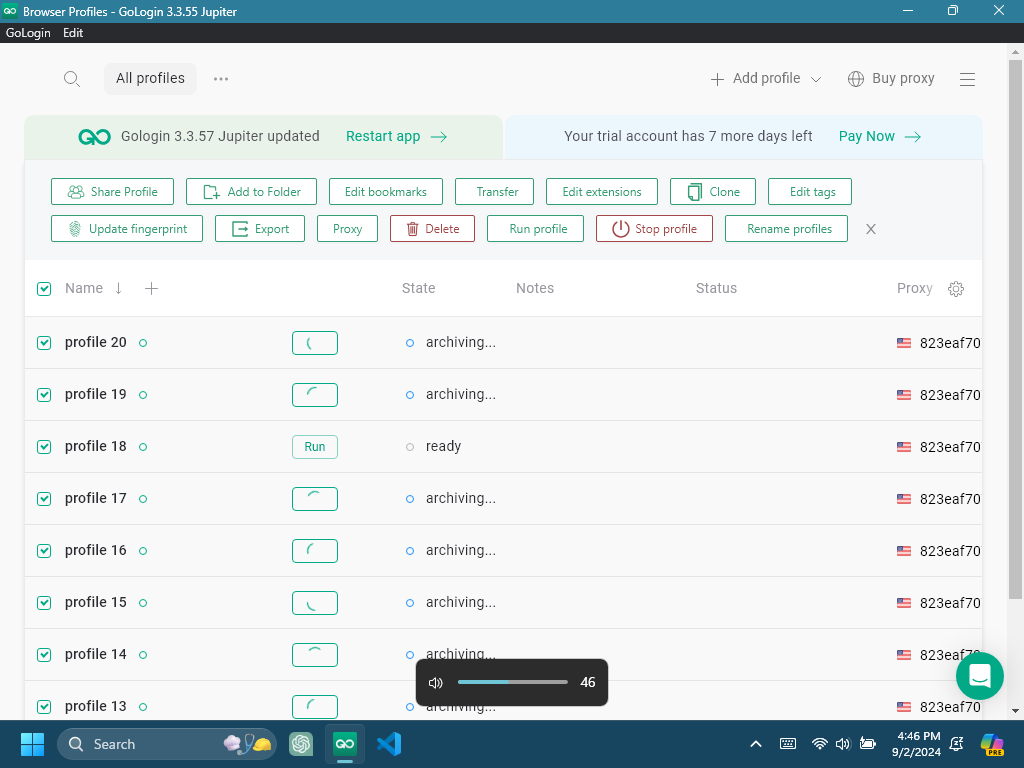 Browser Profiles - GoLogin 3.3.55 Jupiter
GoLogin Edit
All profiles ... Add profile Buy proxy
Gologin 3.3.57 Jupiter updated Restart app Your trial account has 7 more days left Pay Now
Share Profile Add to Folder Edit bookmarks Transfer Edit extensions Clone Edit tags
Update fingerprint Export Proxy Delete Run profile Stop profile Rename profiles X
Name State Notes Status Proxy
profile 20 archiving... 823eaf70
profile 19 archiving... 823eaf70
profile 18 Run ready 823eaf70
profile 17 archiving... 823eaf70
profile 16 archiving... 823eaf70
profile 15 archiving... 823eaf70
profile 14 archiving... 823eaf70
46
profile 13 archiving... 823eaf70
Search
4:46 PM
9/2/2024
PRE